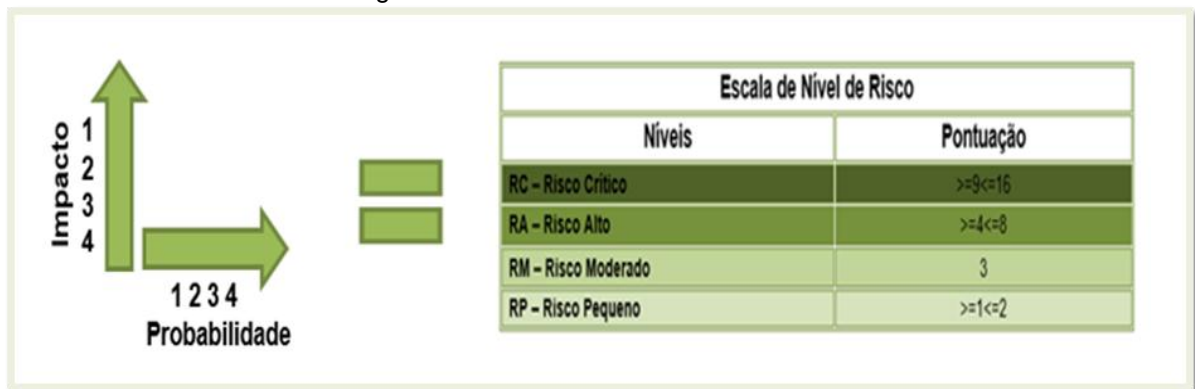 Impacto
1
2
3
4
1 2 3 4
Probabilidade
Escala de Nível de Risco
Níveis Pontuação
RC – Risco Crítico >=9<=16
RA – Risco Alto >=4<=8
RM – Risco Moderado 3
RP – Risco Pequeno >=1<=2